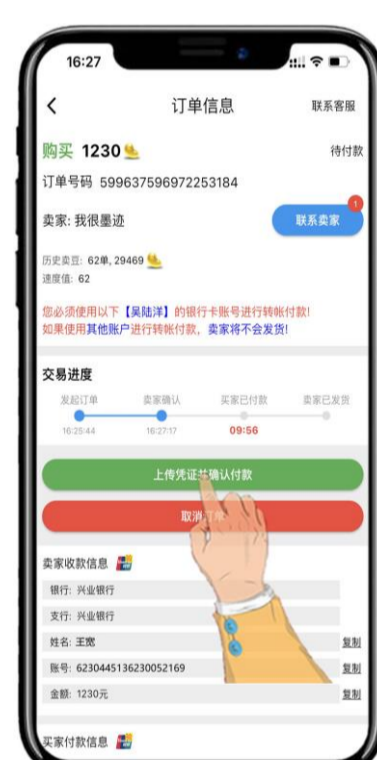 16:27
订单信息
联系客服
购买 1230
待付款
订单号码 599637596972253184
卖家: 我很墨迹
联系卖家
1
历史卖豆: 62单, 29469
速度值: 62
您必须使用以下【吴陆洋】的银行卡账号进行转帐付款!
如果使用其他账户进行转帐付款，卖家将不会发货!
交易进度
发起订单 卖家确认 买家已付款 卖家已发货
16:25:44 16:27:17 09:56
上传凭证并确认付款
取消
卖家收款信息
银行: 兴业银行
支行: 兴业银行
姓名: 王宽 复制
账号: 6230445136230052169 复制
金额: 1230元 复制
买家付款信息